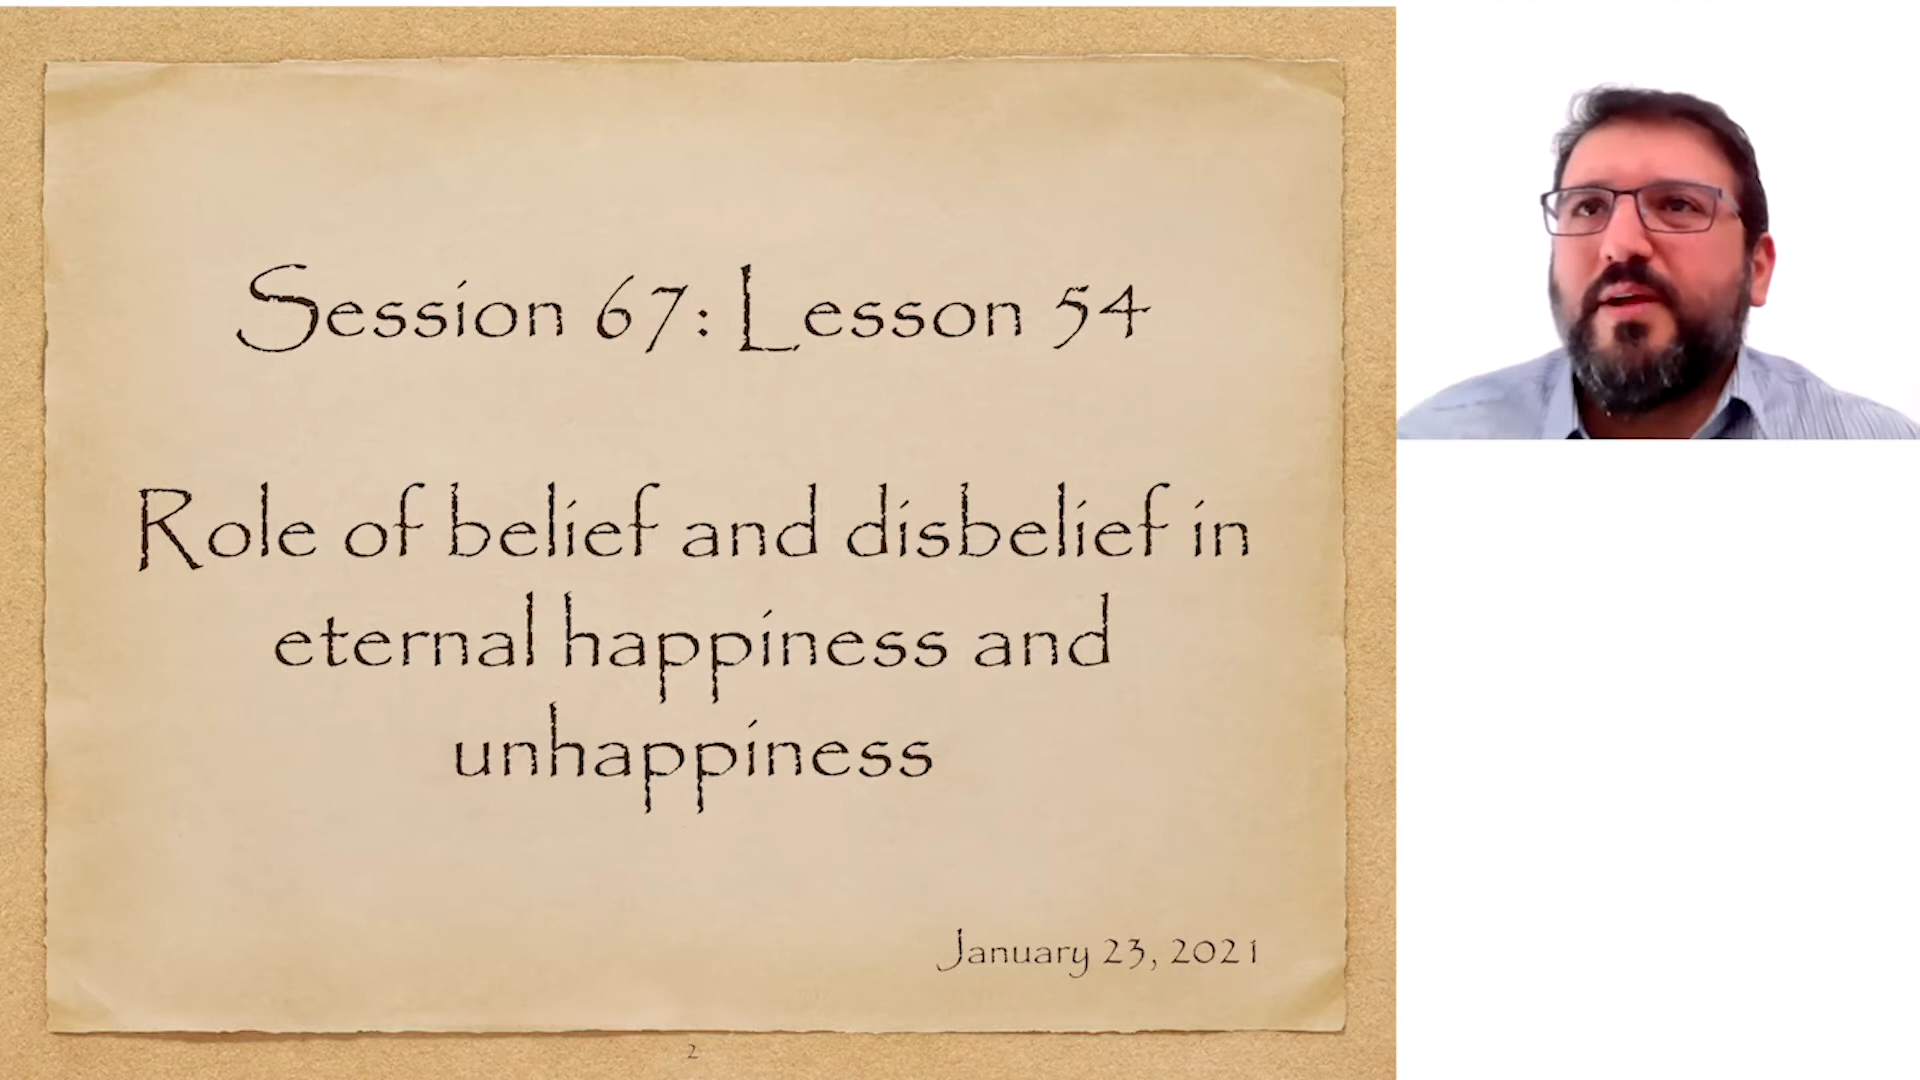 Session 67: Lesson 54
Role of belief and disbelief in
eternal happiness and
unhappiness
January 23, 2021
2